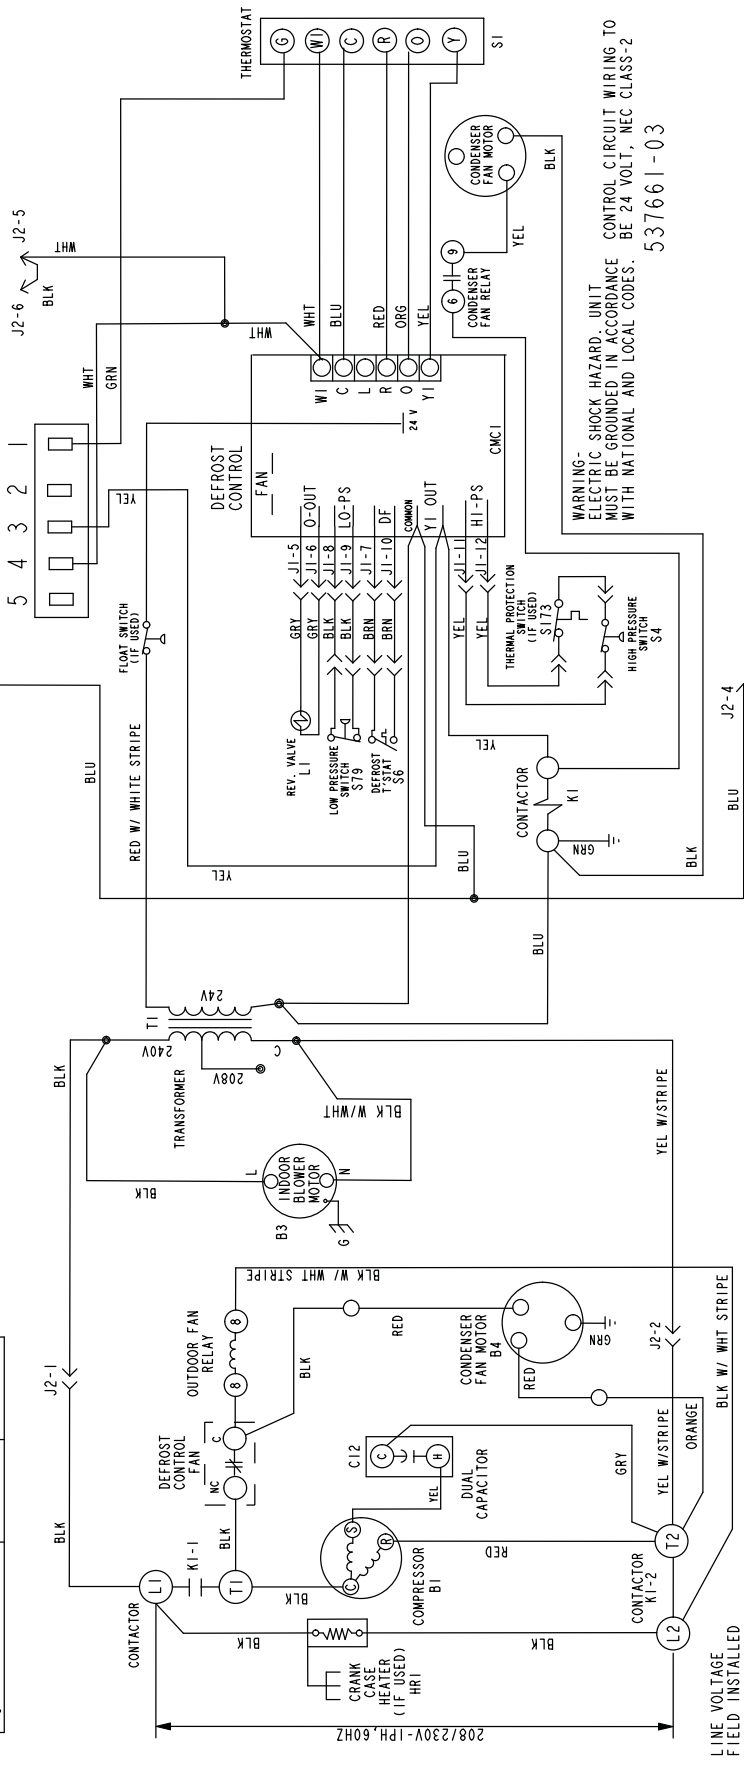 THERMOSTAT
G
W1
C
R
O
Y
S1
CONDENSER
FAN MOTOR
BLK
YEL
9
6
CONDENSER
FAN RELAY
CONTROL CIRCUIT WIRING TO
BE 24 VOLT, NEC CLASS-2
537661-03
WARNING-
ELECTRIC SHOCK HAZARD. UNIT
MUST BE GROUNDED IN ACCORDANCE
WITH NATIONAL AND LOCAL CODES.
J2-6
J2-5
BLK
WHT
WHT
GRN
WHT
WHT
BLU
RED
ORG
YEL
5
4
3
2
1
YEL
FLOAT SWITCH
(IF USED)
DEFROST
CONTROL
FAN
W1
C
L
R
O
Y1
24 V
CMC1
O-OUT
LO-PS
DF
COMMON
Y1 OUT
HI-PS
J1-5
J1-6
J1-8
J1-9
J1-7
J1-10
J1-11
J1-12
GRY
GRY
BLK
BLK
BRN
BRN
YEL
YEL
REV. VALVE
L1
LOW PRESSURE
SWITCH
S79
DEFROST
T-STAT
S6
THERMAL PROTECTION
SWITCH
(IF USED)
S173
HIGH PRESSURE
SWITCH
S4
BLU
RED W/ WHITE STRIPE
YEL
YEL
CONTACTOR
K1
GRN
BLU
BLU
BLK
BLU
J2-4
T1
24V
240V
208V
C
TRANSFORMER
BLK
BLK
BLK W/WHT
L
N
INDOOR
BLOWER
MOTOR
B3
G
YEL W/STRIPE
J2-1
J2-2
BLK W/ WHT STRIPE
OUTDOOR FAN
RELAY
8
8
BLK
RED
CONDENSER
FAN MOTOR
B4
RED
GRN
BLK W/ WHT STRIPE
DEFROST
CONTROL
FAN
C
NC
BLK
BLK
C12
C
H
DUAL
CAPACITOR
YEL
GRY
YEL W/STRIPE
ORANGE
CONTACTOR
L1
K1-1
T1
BLK
S
R
C
COMPRESSOR
B1
RED
T2
CONTACTOR
K1-2
L2
BLK
BLK
CRANK
CASE
HEATER
(IF USED)
HR1
208/230V-1PH,60HZ
LINE VOLTAGE
FIELD INSTALLED